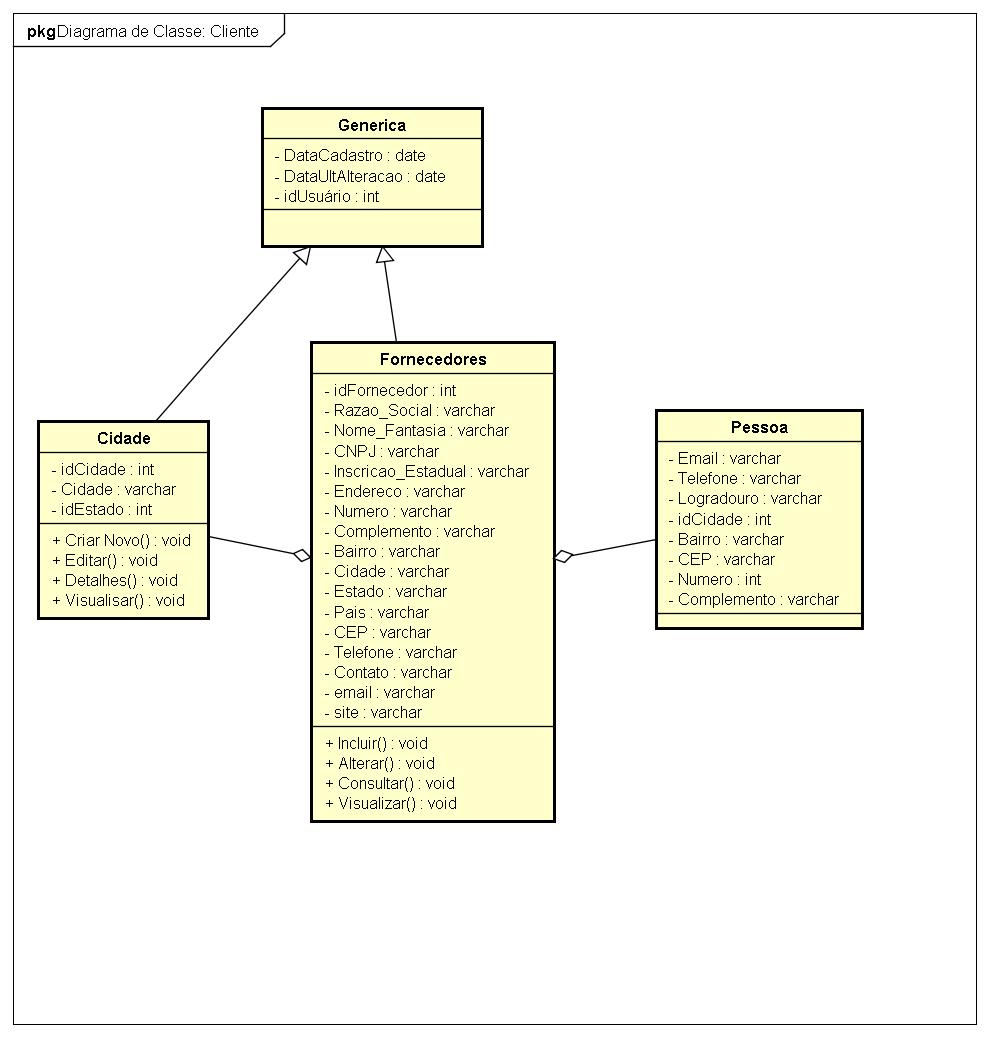 pkgDiagrama de Classe: Cliente
Generica
- DataCadastro : date
- DataUltAlteracao : date
- idUsuário : int
Fornecedores
- idFornecedor : int
- Razao_Social : varchar
- Nome_Fantasia : varchar
- CNPJ : varchar
- Inscricao_Estadual : varchar
- Endereco : varchar
- Numero : varchar
- Complemento : varchar
- Bairro : varchar
- Cidade : varchar
- Estado : varchar
- Pais : varchar
- CEP : varchar
- Telefone : varchar
- Contato : varchar
- email : varchar
- site : varchar
+ Incluir() : void
+ Alterar() : void
+ Consultar() : void
+ Visualizar() : void
Cidade
- idCidade : int
- Cidade : varchar
- idEstado : int
+ Criar Novo() : void
+ Editar() : void
+ Detalhes() : void
+ Visualisar() : void
Pessoa
- Email : varchar
- Telefone : varchar
- Logradouro : varchar
- idCidade : int
- Bairro : varchar
- CEP : varchar
- Numero : int
- Complemento : varchar